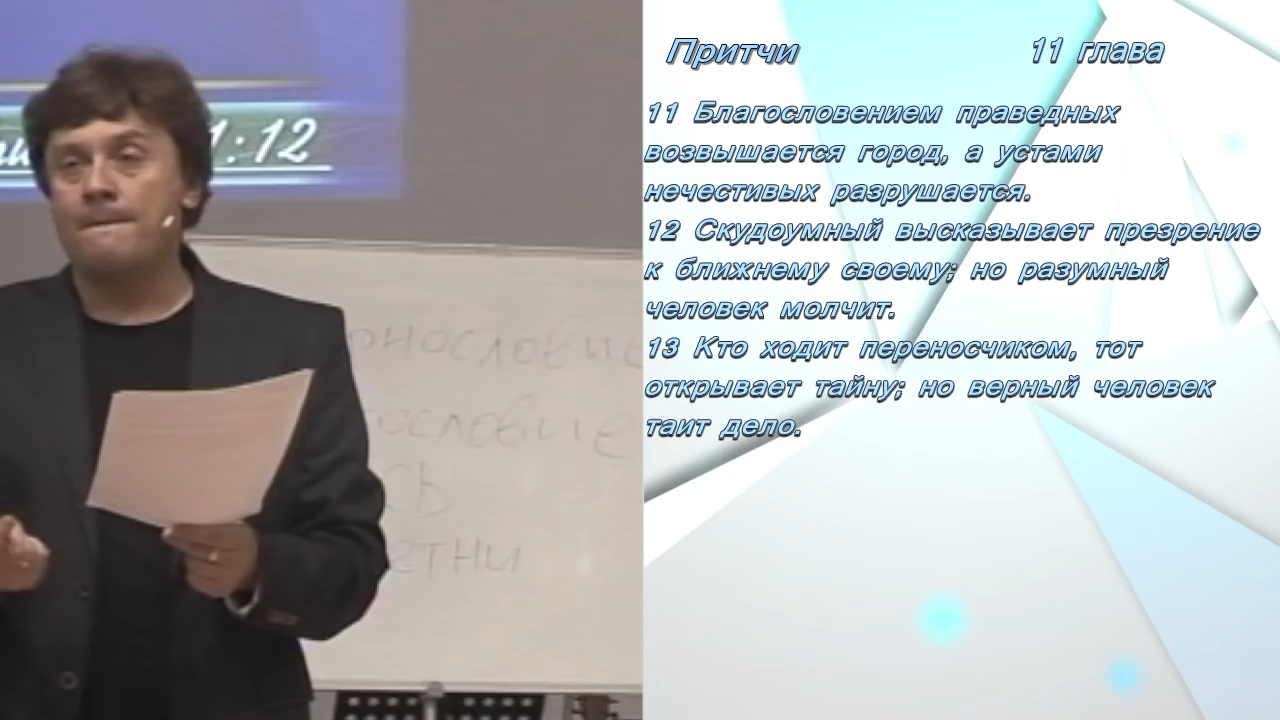 1:12
Притчи 11 глава
11 Благословением праведных
возвышается город, а устами
нечестивых разрушается.
12 Скудоумный высказывает презрение
к ближнему своему; но разумный
человек молчит.
13 Кто ходит переносчиком, тот
открывает тайну; но верный человек
таит дело.